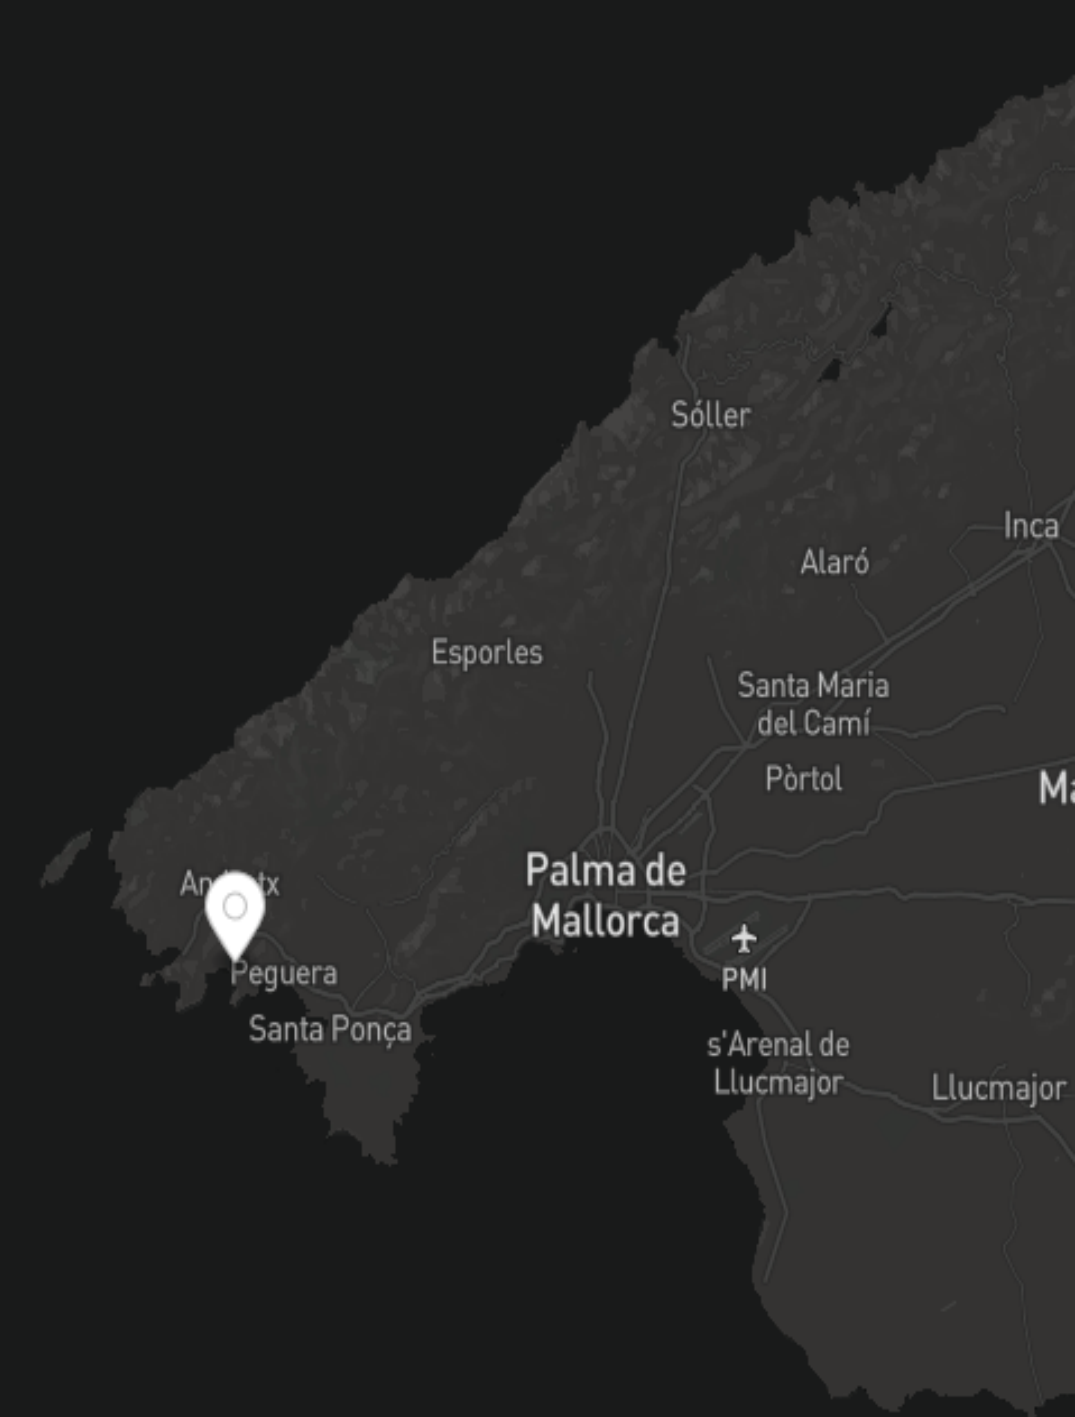 Sóller
Inca
Alaró
Esporles
Santa Maria
del Camí
Pòrtol
Palma de
Mallorca
PMI
Peguera
Santa Ponça
s'Arenal de
Llucmajor
Llucmajor